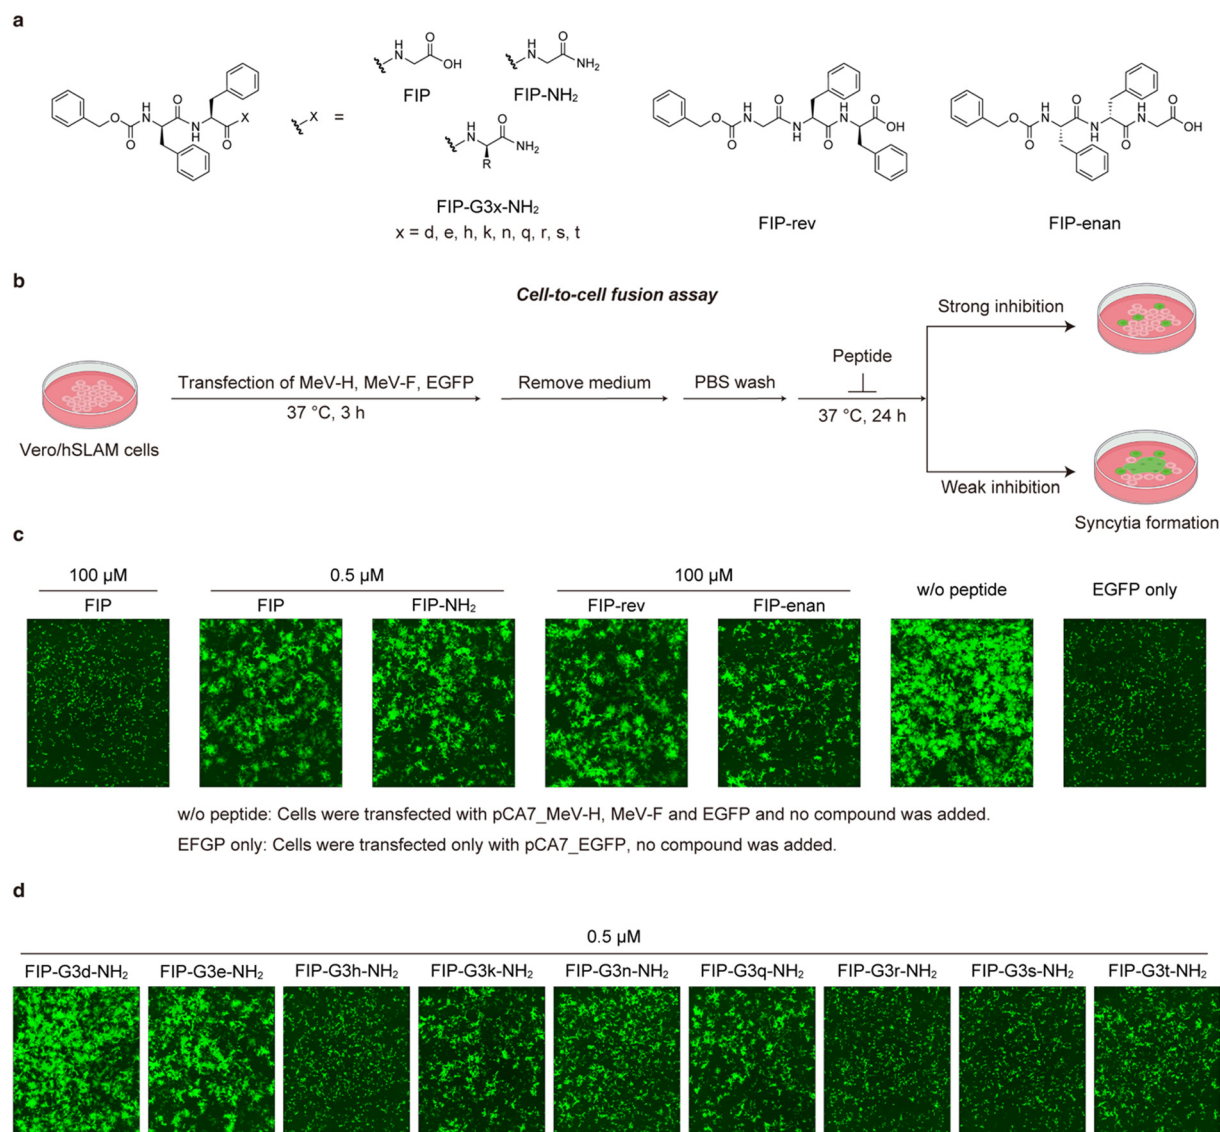 a
H
N
O
OH
FIP
H
N
O
NH₂
FIP-NH₂
O
O
H
N
O
N
H
O
X
X =
H
N
O
NH₂
R
FIP-G3x-NH₂
x = d, e, h, k, n, q, r, s, t
O
O
H
N
O
N
H
O
H
N
O
OH
FIP-rev
O
O
H
N
O
N
H
O
H
N
O
OH
FIP-enan
b
Cell-to-cell fusion assay
Vero/hSLAM cells
Transfection of MeV-H, MeV-F, EGFP
37 °C, 3 h
Remove medium
PBS wash
Peptide
37 °C, 24 h
Strong inhibition
Weak inhibition
Syncytia formation
c
100 µM 0.5 µM 100 µM w/o peptide EGFP only
FIP FIP FIP-NH₂ FIP-rev FIP-enan
w/o peptide: Cells were transfected with pCA7_MeV-H, MeV-F and EGFP and no compound was added.
EFGP only: Cells were transfected only with pCA7_EGFP, no compound was added.
d
0.5 µM
FIP-G3d-NH₂ FIP-G3e-NH₂ FIP-G3h-NH₂ FIP-G3k-NH₂ FIP-G3n-NH₂ FIP-G3q-NH₂ FIP-G3r-NH₂ FIP-G3s-NH₂ FIP-G3t-NH₂